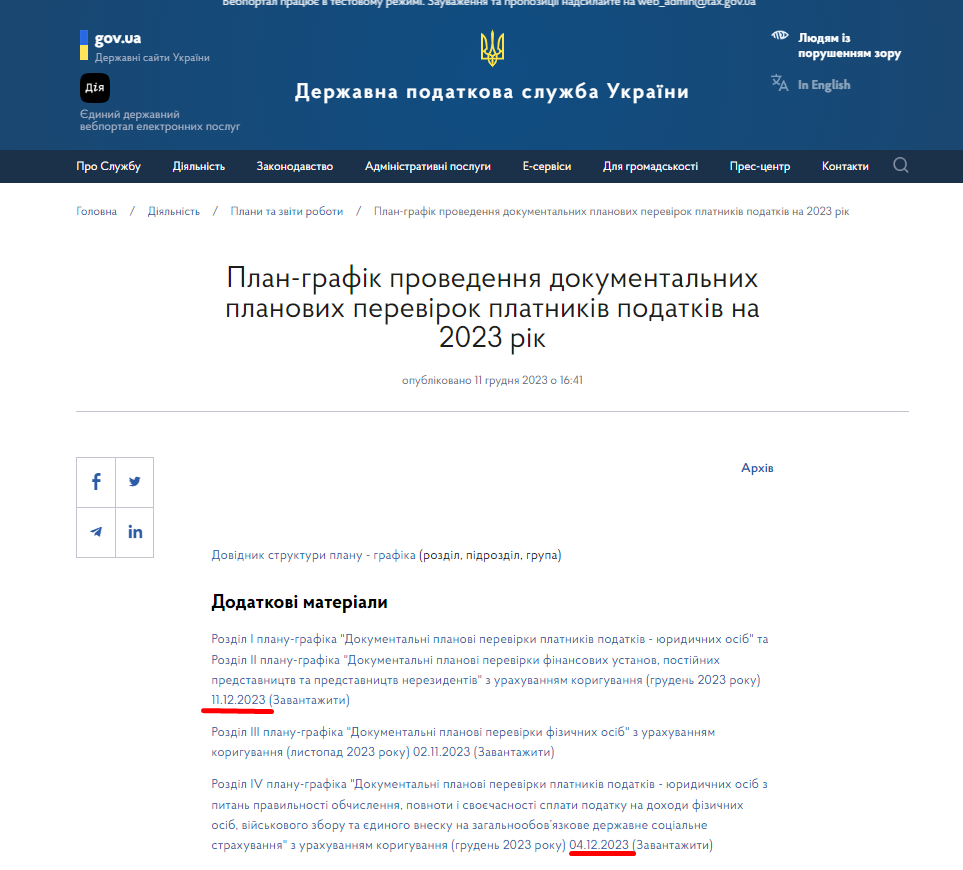 Вебпортал працює в тестовому режимі. Зауваження та пропозиції надсилайте на web_admin@tax.gov.ua
gov.ua
Державні сайти України
Дія
Єдиний державний
вебпортал електронних послуг
Державна податкова служба України
Людям із
порушенням зору
In English
Про Службу Діяльність Законодавство Адміністративні послуги Е-сервіси Для громадськості Прес-центр Контакти
Головна / Діяльність / Плани та звіти роботи / План-графік проведення документальних планових перевірок платників податків на 2023 рік
План-графік проведення документальних
планових перевірок платників податків на
2023 рік
опубліковано 11 грудня 2023 о 16:41
Архів
Довідник структури плану - графіка (розділ, підрозділ, група)
Додаткові матеріали
Розділ І плану-графіка "Документальні планові перевірки платників податків - юридичних осіб" та
Розділ ІІ плану-графіка "Документальні планові перевірки фінансових установ, постійних
представництв та представництв нерезидентів" з урахуванням коригування (грудень 2023 року)
11.12.2023 (Завантажити)
Розділ ІІІ плану-графіка "Документальні планові перевірки фізичних осіб" з урахуванням
коригування (листопад 2023 року) 02.11.2023 (Завантажити)
Розділ IV плану-графіка "Документальні планові перевірки платників податків - юридичних осіб з
питань правильності обчислення, повноти і своєчасності сплати податку на доходи фізичних
осіб, військового збору та єдиного внеску на загальнообов'язкове державне соціальне
страхування" з урахуванням коригування (грудень 2023 року) 04.12.2023 (Завантажити)